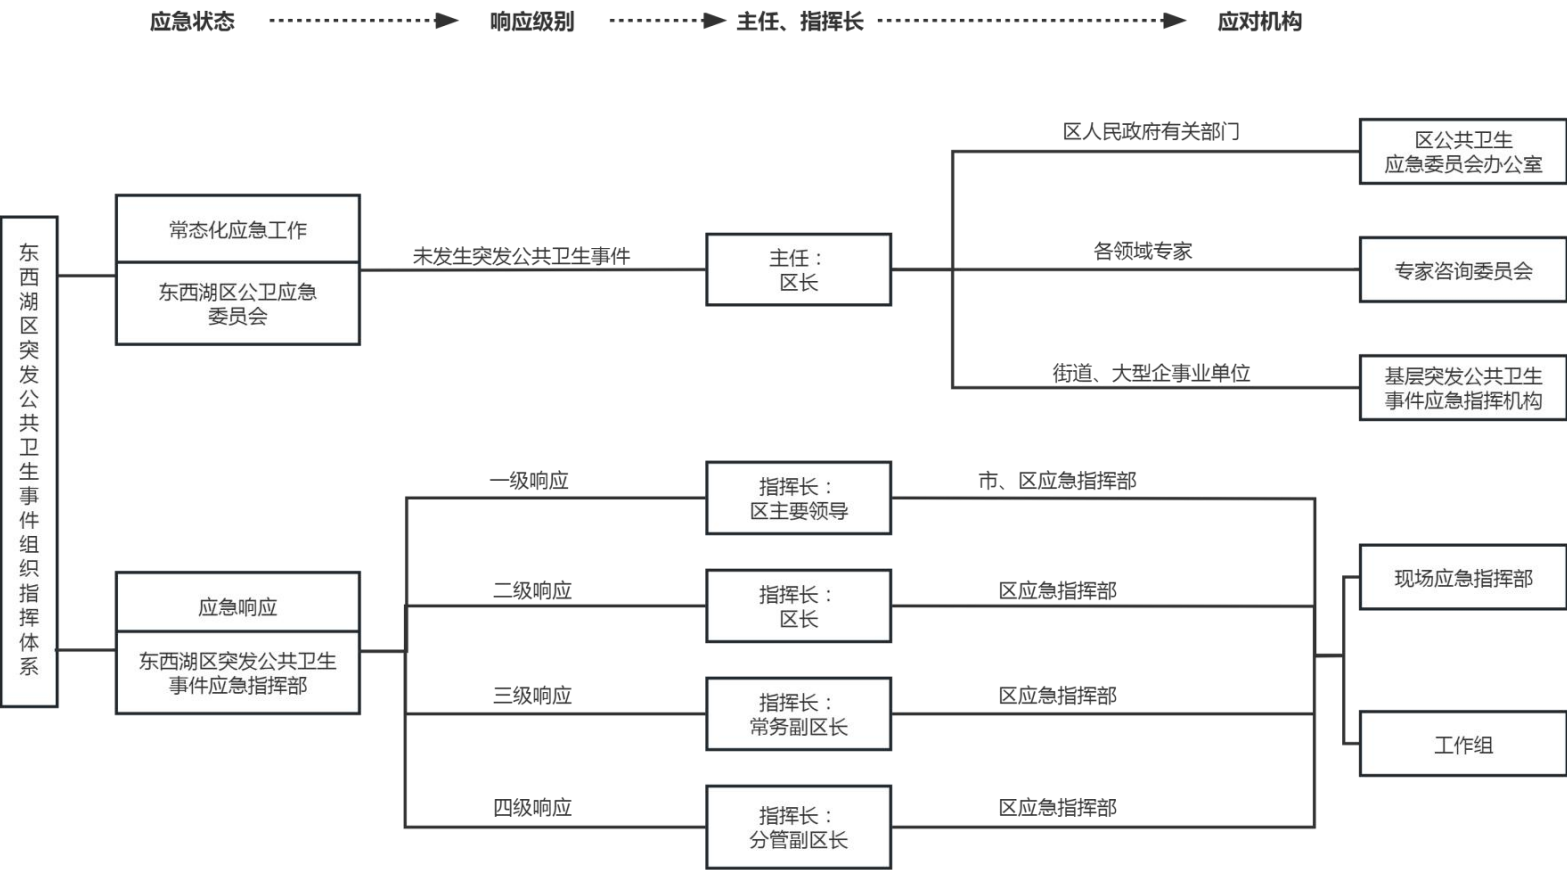 应急状态
响应级别
主任、指挥长
应对机构
东西湖区突发公共卫生事件组织指挥体系
常态化应急工作
东西湖区公卫应急
委员会
未发生突发公共卫生事件
主任：
区长
区人民政府有关部门
区公共卫生
应急委员会办公室
各领域专家
专家咨询委员会
街道、大型企事业单位
基层突发公共卫生
事件应急指挥机构
应急响应
东西湖区突发公共卫生
事件应急指挥部
一级响应
指挥长：
区主要领导
市、区应急指挥部
二级响应
指挥长：
区长
区应急指挥部
三级响应
指挥长：
常务副区长
区应急指挥部
四级响应
指挥长：
分管副区长
区应急指挥部
现场应急指挥部
工作组